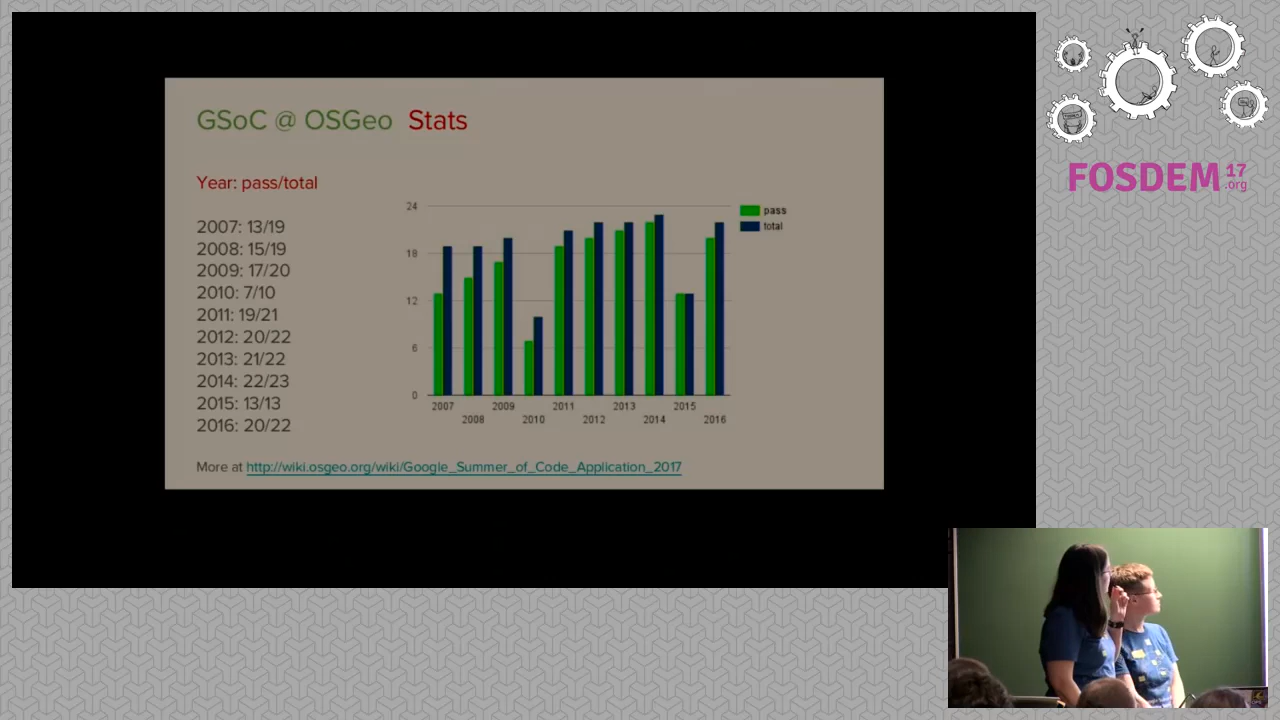 GSoC @ OSGeo Stats
Year: pass/total
2007: 13/19
2008: 15/19
2009: 17/20
2010: 7/10
2011: 19/21
2012: 20/22
2013: 21/22
2014: 22/23
2015: 13/13
2016: 20/22
24
18
12
6
0
2007 2009 2011 2013 2015
2008 2010 2012 2014 2016
pass
total
More at http://wiki.osgeo.org/wiki/Google_Summer_of_Code_Application_2017
FOSDEM 17
.org